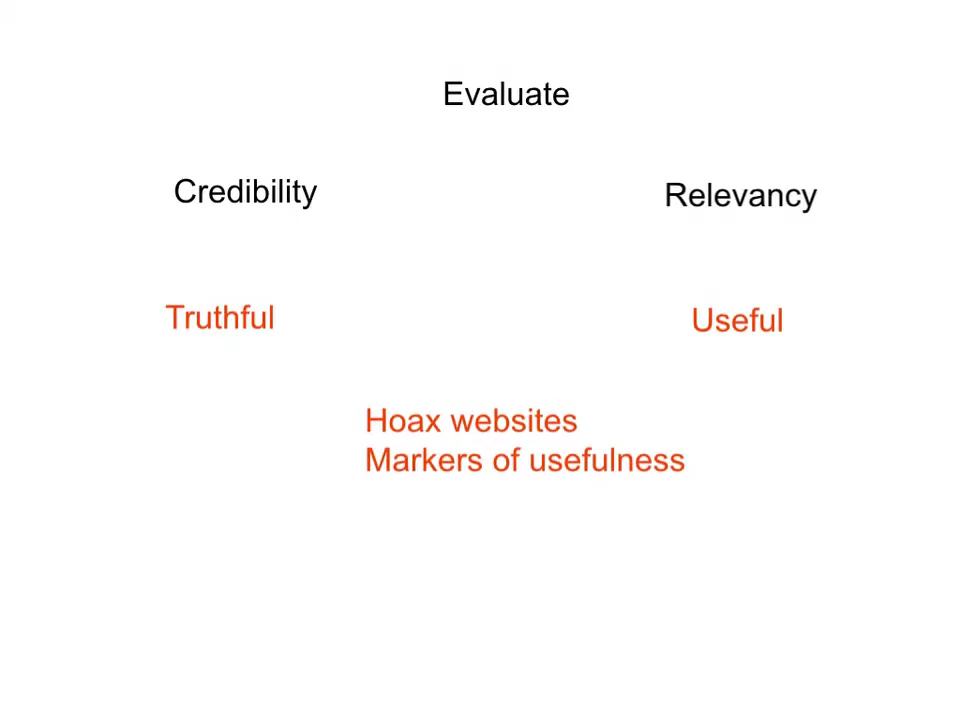 Evaluate
Credibility
Relevancy
Truthful
Useful
Hoax websites
Markers of usefulness